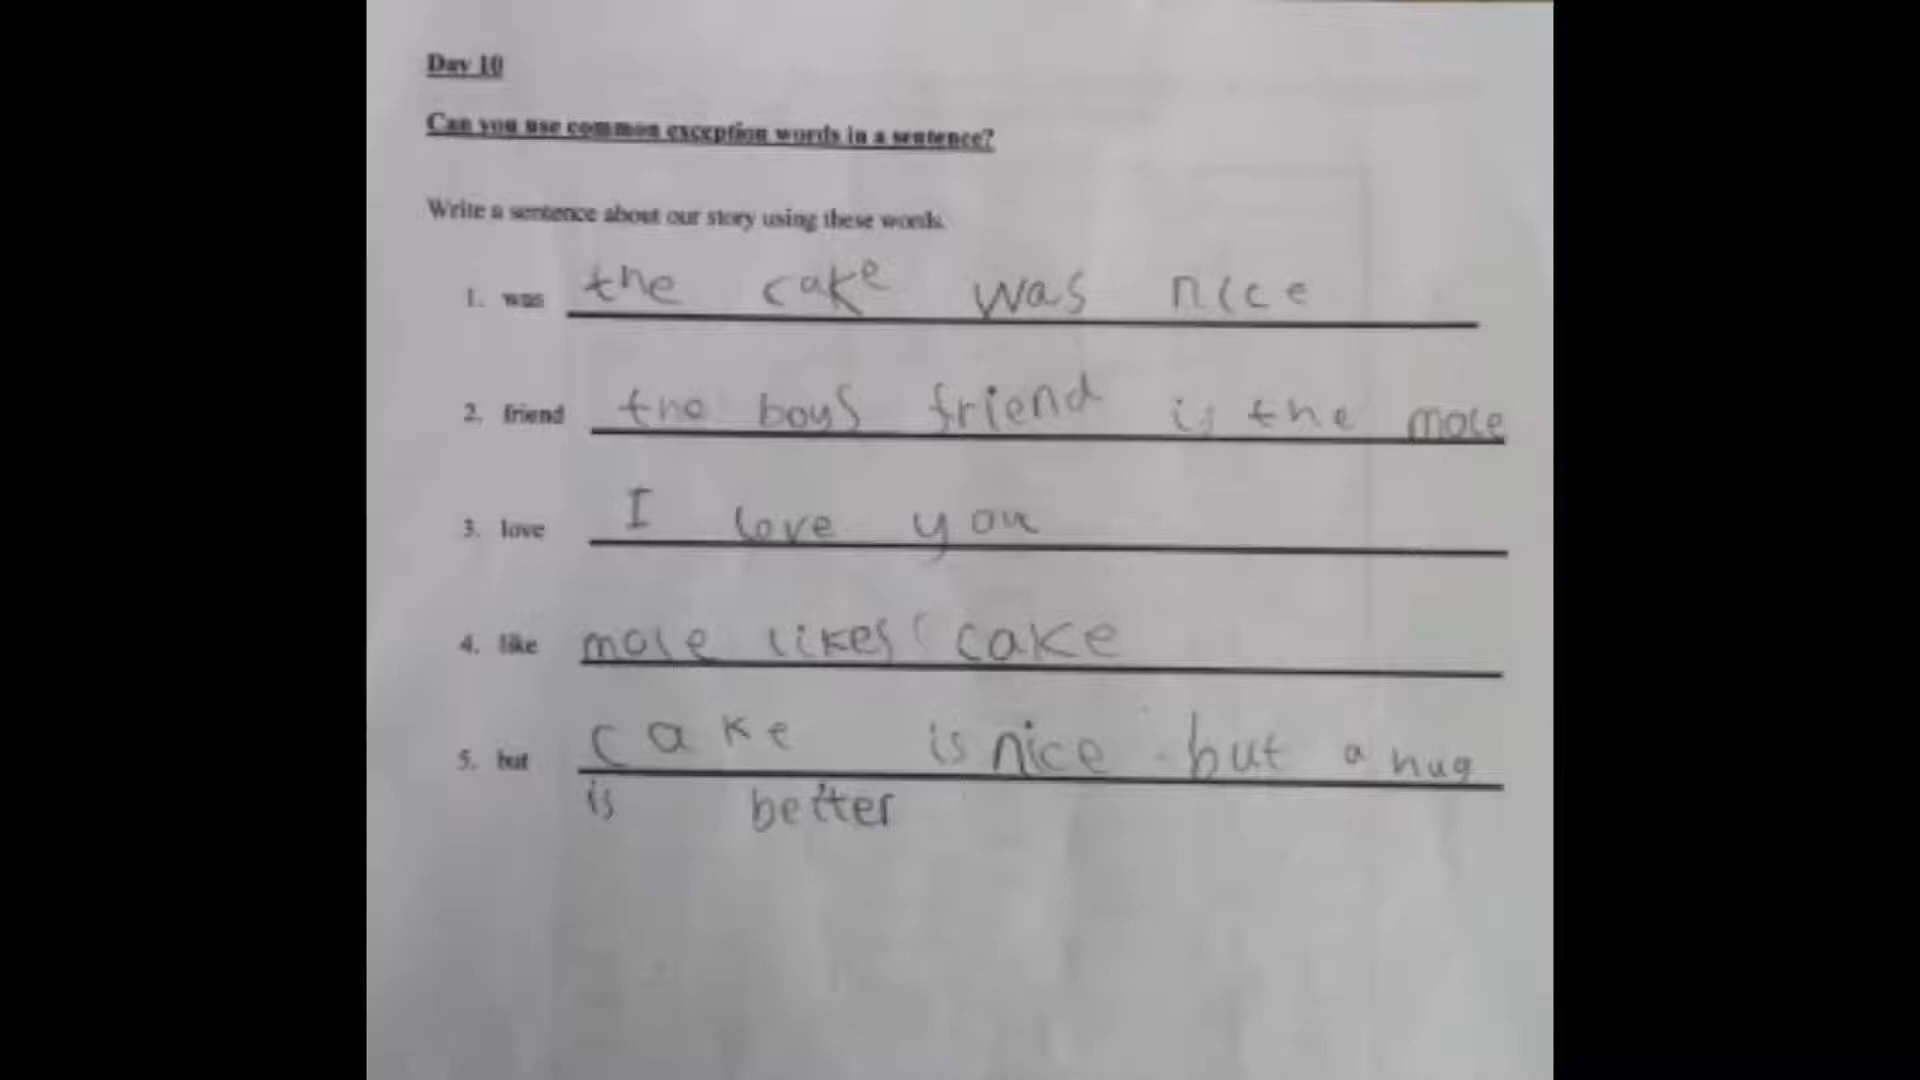 Day 10
Can you use common exception words in a sentence?
Write a sentence about our story using these words.
1. was the cake was nice
2. friend the boys friend is the mole
3. love I love you
4. like mole likes cake
5. but cake is nice but a hug
is better